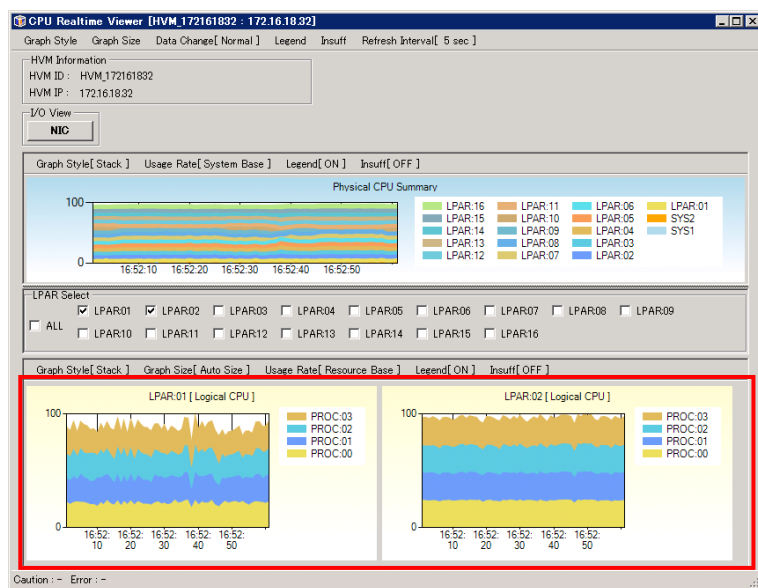 CPU Realtime Viewer [HVM_172161832 : 172.16.18.32]
Graph Style Graph Size Data Change[ Normal ] Legend Insuff Refresh Interval[ 5 sec ]
HVM Information
HVM ID : HVM_172161832
HVM IP : 172.16.18.32
I/O View
NIC
Graph Style[ Stack ] Usage Rate[ System Base ] Legend[ ON ] Insuff[ OFF ]
Physical CPU Summary
100
0
16:52:10 16:52:20 16:52:30 16:52:40 16:52:50
LPAR:16 LPAR:11 LPAR:06 LPAR:01
LPAR:15 LPAR:10 LPAR:05 SYS2
LPAR:14 LPAR:09 LPAR:04 SYS1
LPAR:13 LPAR:08 LPAR:03
LPAR:12 LPAR:07 LPAR:02
LPAR Select
ALL
LPAR01 LPAR02 LPAR03 LPAR04 LPAR05 LPAR06 LPAR07 LPAR08 LPAR09
LPAR10 LPAR11 LPAR12 LPAR13 LPAR14 LPAR15 LPAR16
Graph Style[ Stack ] Graph Size[ Auto Size ] Usage Rate[ Resource Base ] Legend[ ON ] Insuff[ OFF ]
LPAR:01 [ Logical CPU ]
100
0
16:52: 16:52: 16:52: 16:52: 16:52:
10 20 30 40 50
PROC:03
PROC:02
PROC:01
PROC:00
LPAR:02 [ Logical CPU ]
100
0
16:52: 16:52: 16:52: 16:52: 16:52:
10 20 30 40 50
PROC:03
PROC:02
PROC:01
PROC:00
Caution : - Error : -